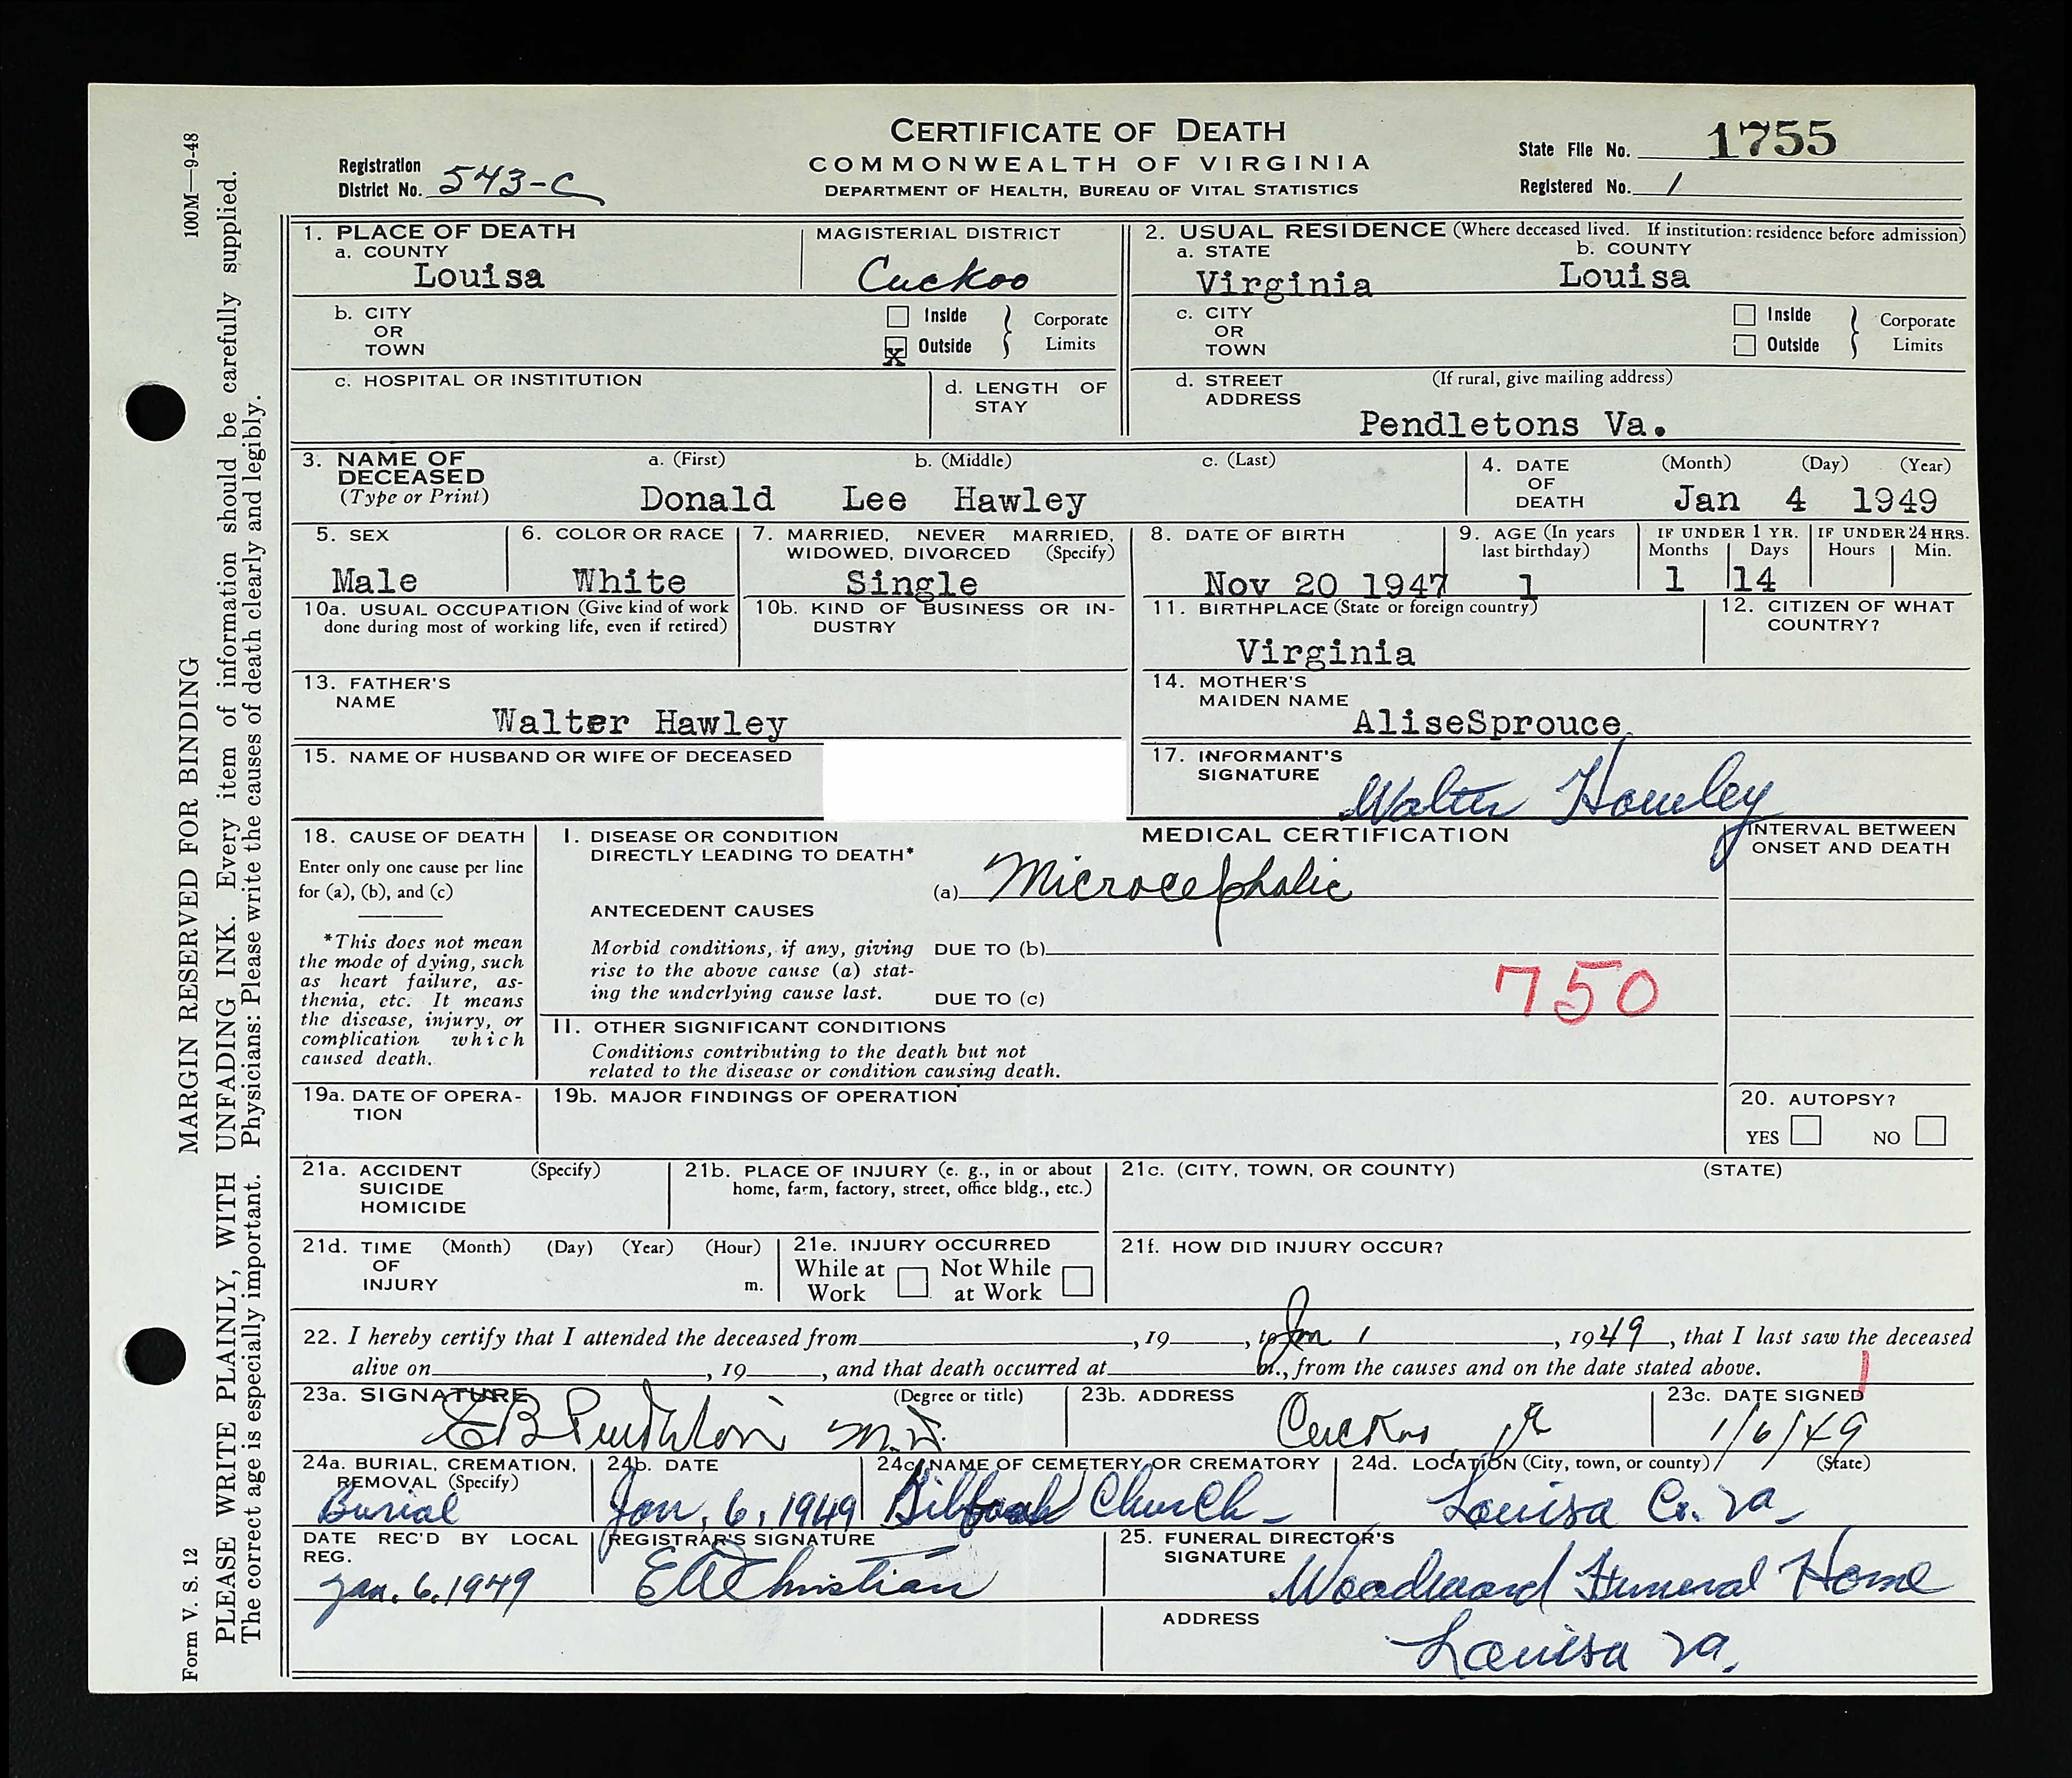 CERTIFICATE OF DEATH
COMMONWEALTH OF VIRGINIA
DEPARTMENT OF HEALTH, BUREAU OF VITAL STATISTICS
Registration District No. 543-C
State File No. 1755
Registered No. 1
100M—9-48
MARGIN RESERVED FOR BINDING
PLEASE WRITE PLAINLY, WITH UNFADING INK. Every item of information should be carefully supplied.
The correct age is especially important. Physicians: Please write the causes of death clearly and legibly.
Form V. S. 12
1. PLACE OF DEATH
a. COUNTY
Louisa
MAGISTERIAL DISTRICT
Cuckoo
2. USUAL RESIDENCE (Where deceased lived. If institution: residence before admission)
a. STATE
Virginia
b. COUNTY
Louisa
b. CITY OR TOWN
Inside
x Outside
Corporate Limits
c. CITY OR TOWN
Inside
Outside
Corporate Limits
c. HOSPITAL OR INSTITUTION
d. LENGTH OF STAY
d. STREET ADDRESS
(If rural, give mailing address)
Pendletons Va.
3. NAME OF DECEASED
(Type or Print)
a. (First) b. (Middle) c. (Last)
Donald Lee Hawley
4. DATE OF DEATH
(Month) (Day) (Year)
Jan 4 1949
5. SEX
Male
6. COLOR OR RACE
White
7. MARRIED, NEVER MARRIED, WIDOWED, DIVORCED (Specify)
Single
8. DATE OF BIRTH
Nov 20 1947
9. AGE (In years last birthday)
1
IF UNDER 1 YR.
Months Days
1 14
IF UNDER 24 HRS.
Hours Min.
10a. USUAL OCCUPATION (Give kind of work done during most of working life, even if retired)
10b. KIND OF BUSINESS OR INDUSTRY
11. BIRTHPLACE (State or foreign country)
Virginia
12. CITIZEN OF WHAT COUNTRY?
13. FATHER'S NAME
Walter Hawley
14. MOTHER'S MAIDEN NAME
AliseSprouce
15. NAME OF HUSBAND OR WIFE OF DECEASED
17. INFORMANT'S SIGNATURE
Walter Hawley
18. CAUSE OF DEATH
Enter only one cause per line for (a), (b), and (c)
*This does not mean the mode of dying, such as heart failure, asthenia, etc. It means the disease, injury, or complication which caused death.
MEDICAL CERTIFICATION
I. DISEASE OR CONDITION DIRECTLY LEADING TO DEATH*
(a) Microcephalic
INTERVAL BETWEEN ONSET AND DEATH
ANTECEDENT CAUSES
Morbid conditions, if any, giving rise to the above cause (a) stating the underlying cause last.
DUE TO (b)
DUE TO (c)
750
II. OTHER SIGNIFICANT CONDITIONS
Conditions contributing to the death but not related to the disease or condition causing death.
19a. DATE OF OPERATION
19b. MAJOR FINDINGS OF OPERATION
20. AUTOPSY?
YES NO
21a. ACCIDENT SUICIDE HOMICIDE
(Specify)
21b. PLACE OF INJURY (e. g., in or about home, farm, factory, street, office bldg., etc.)
21c. (CITY, TOWN, OR COUNTY) (STATE)
21d. TIME OF INJURY
(Month) (Day) (Year) (Hour)
m.
21e. INJURY OCCURRED
While at Work
Not While at Work
21f. HOW DID INJURY OCCUR?
22. I hereby certify that I attended the deceased from , 19 , to Jan 1 , 1949 , that I last saw the deceased
alive on , 19 , and that death occurred at m., from the causes and on the date stated above.
23a. SIGNATURE
(Degree or title)
E B Pendleton M.D.
23b. ADDRESS
Cuckoo Va
23c. DATE SIGNED
1/6/49
24a. BURIAL, CREMATION, REMOVAL (Specify)
Burial
24b. DATE
Jan, 6, 1949
24c. NAME OF CEMETERY OR CREMATORY
Church
24d. LOCATION (City, town, or county) (State)
Louisa Co. Va
DATE REC'D BY LOCAL REG.
Jan. 6. 1949
REGISTRAR'S SIGNATURE
Christian
25. FUNERAL DIRECTOR'S SIGNATURE
Woodward Funeral Home
ADDRESS
Louisa Va.